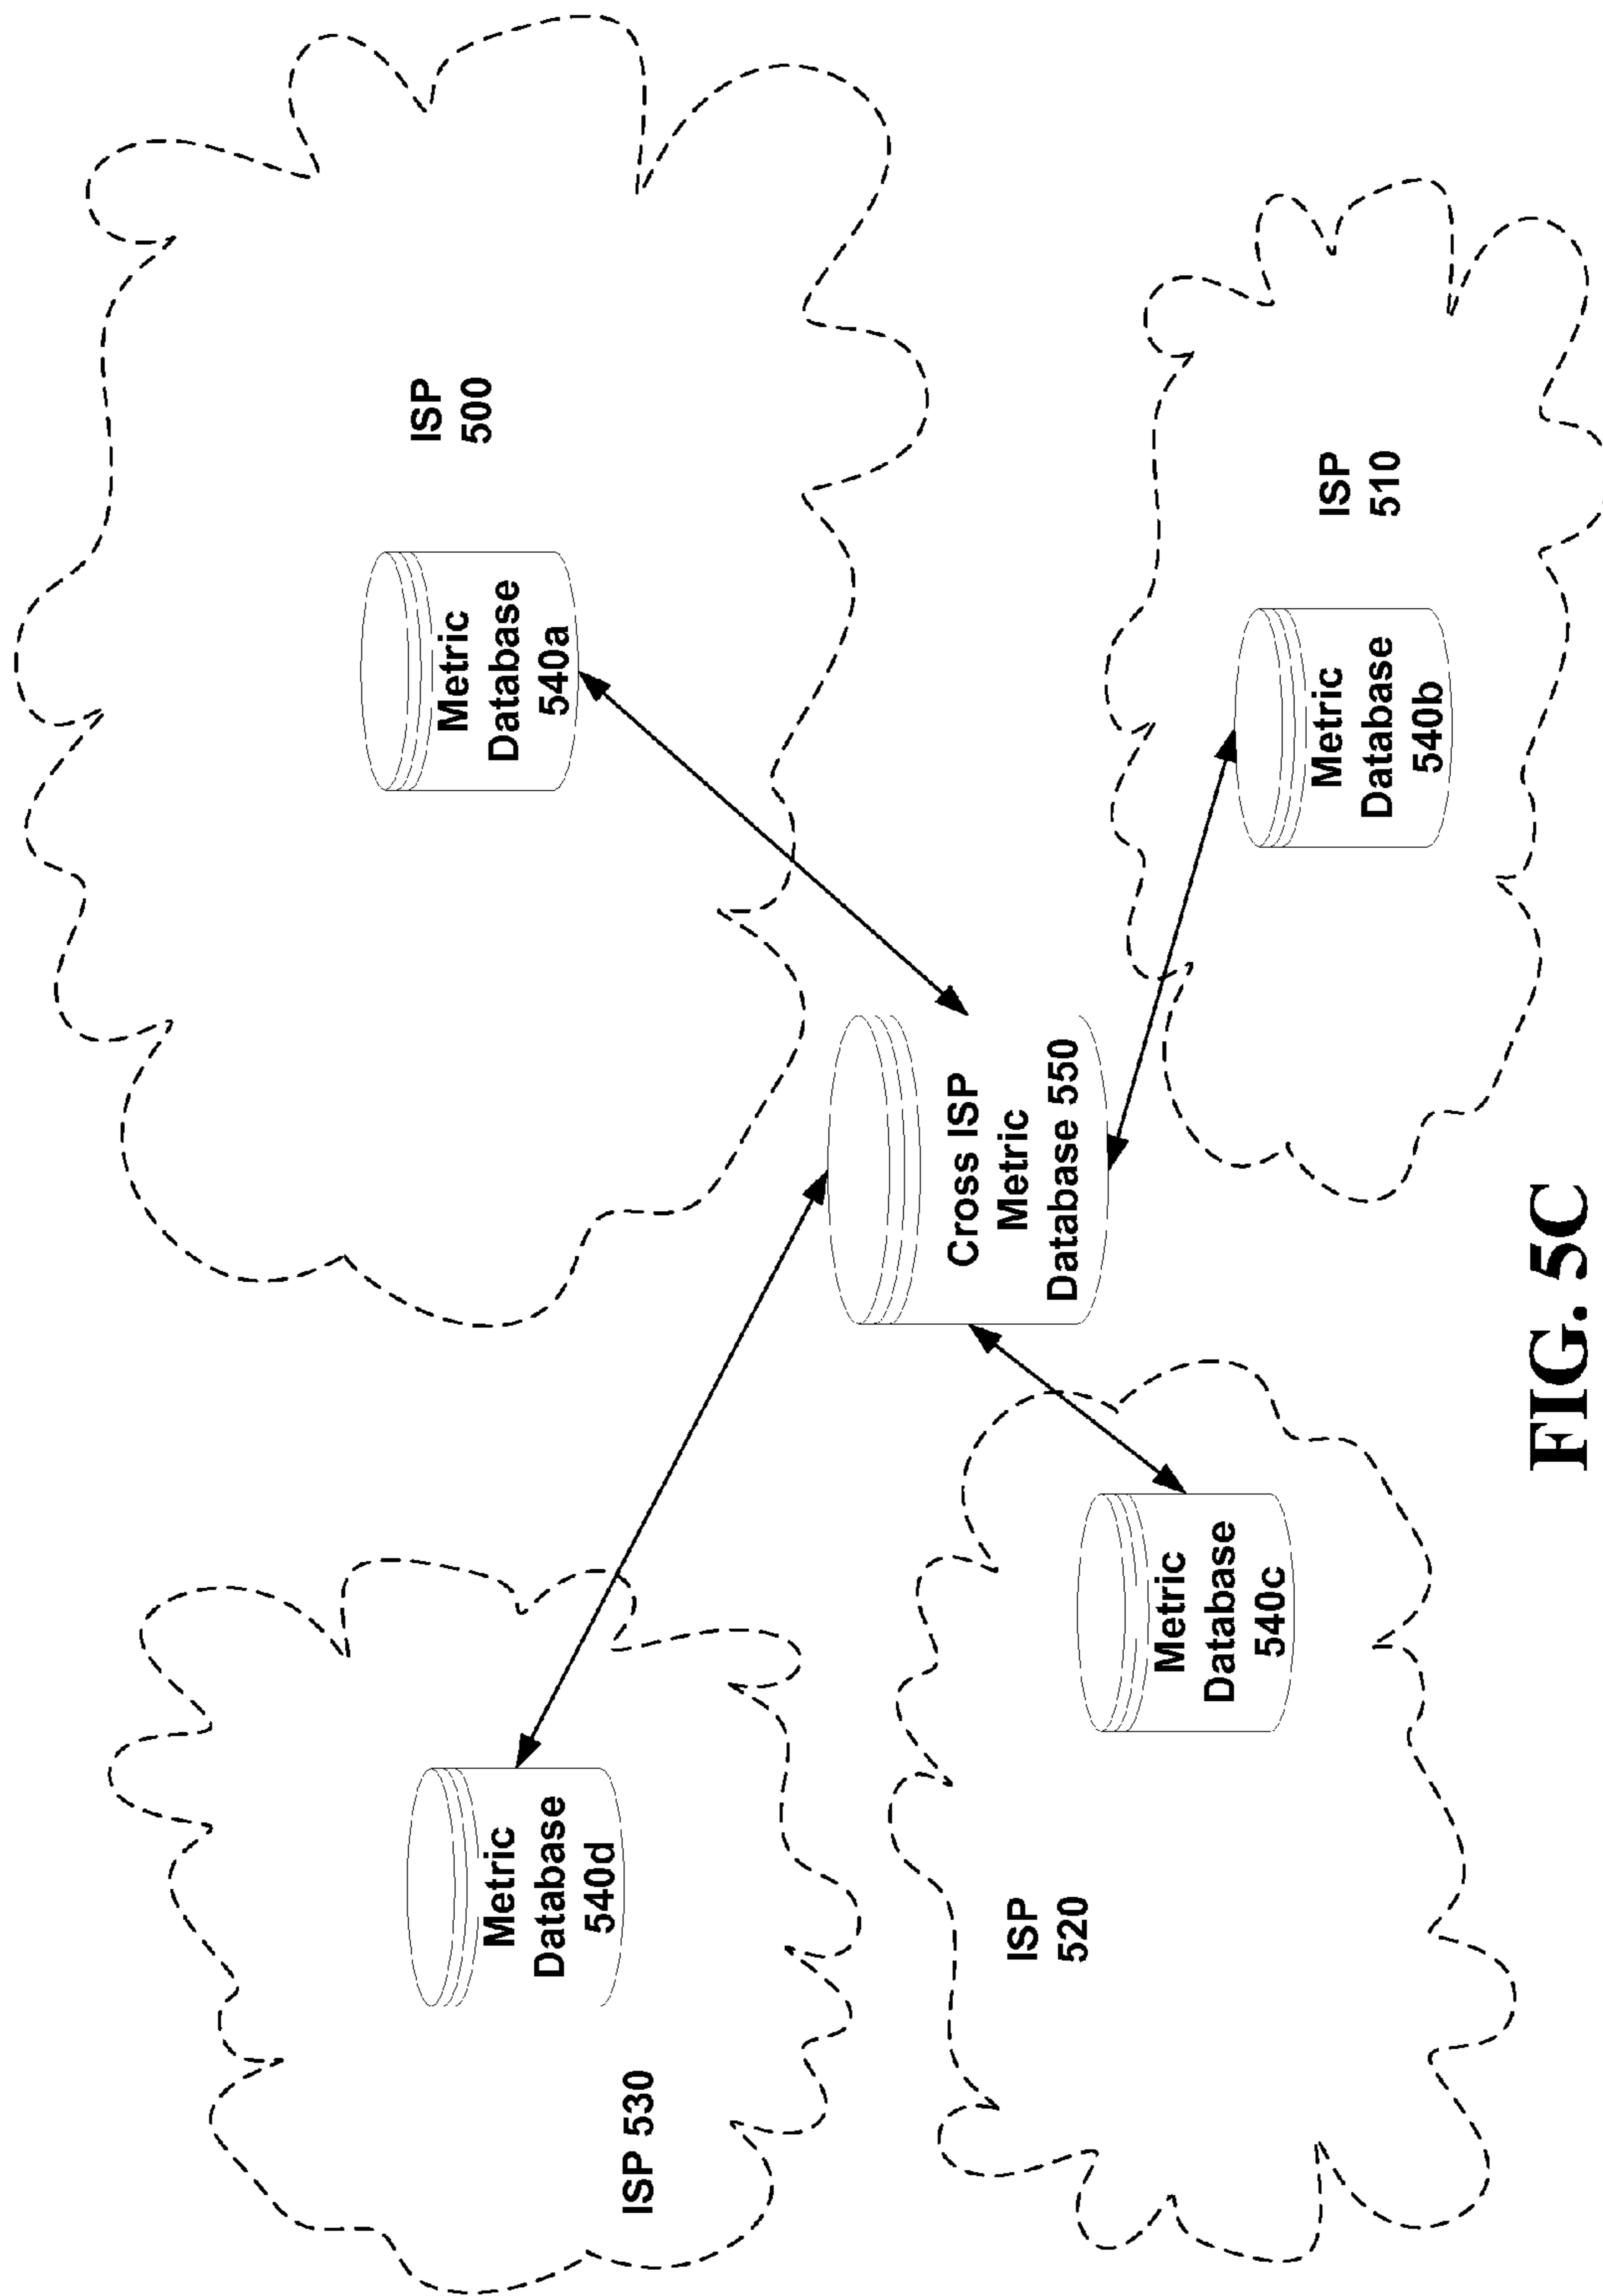 ISP 530
Metric
Database
540d
ISP
500
Metric
Database
540a
Cross ISP
Metric
Database 550
ISP
520
Metric
Database
540c
ISP
510
Metric
Database
540b
FIG. 5C